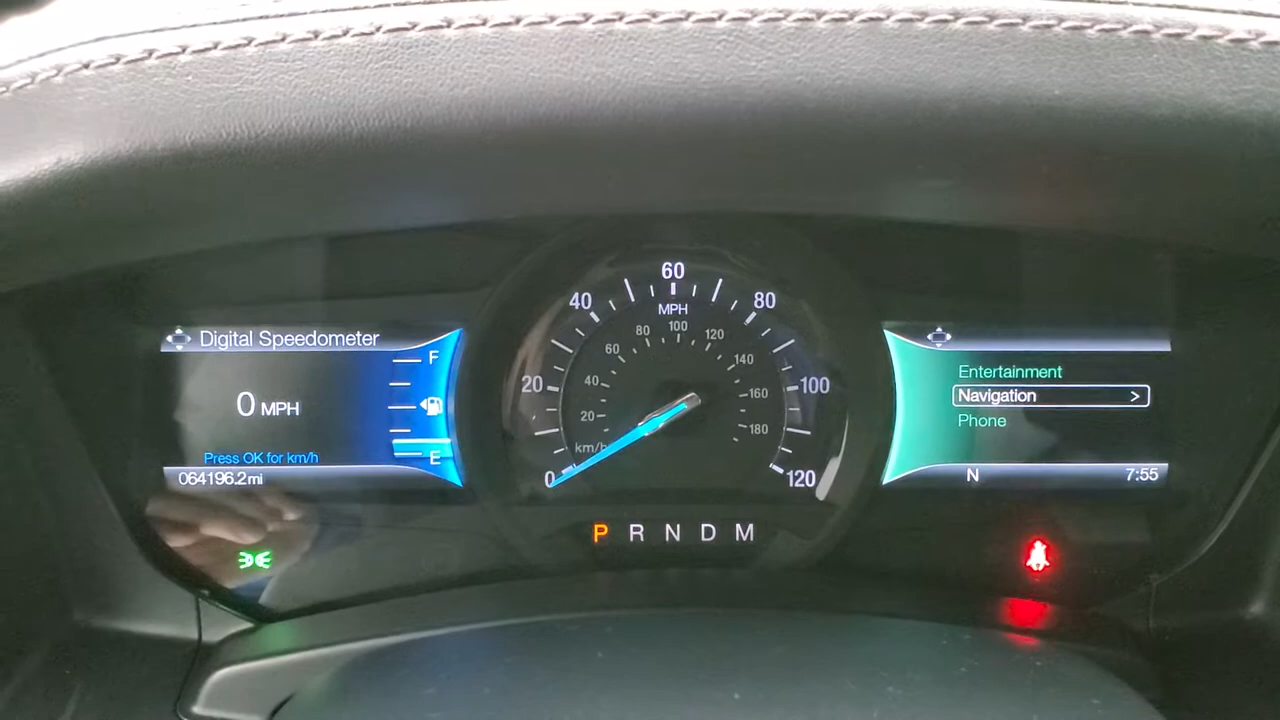 Digital Speedometer
F
0 MPH
E
Press OK for km/h
064196.2 mi
0
20
40
60
80
100
120
MPH
20
40
60
80
100
120
140
160
180
km/h
P R N D M
Entertainment
Navigation >
Phone
N 7:55